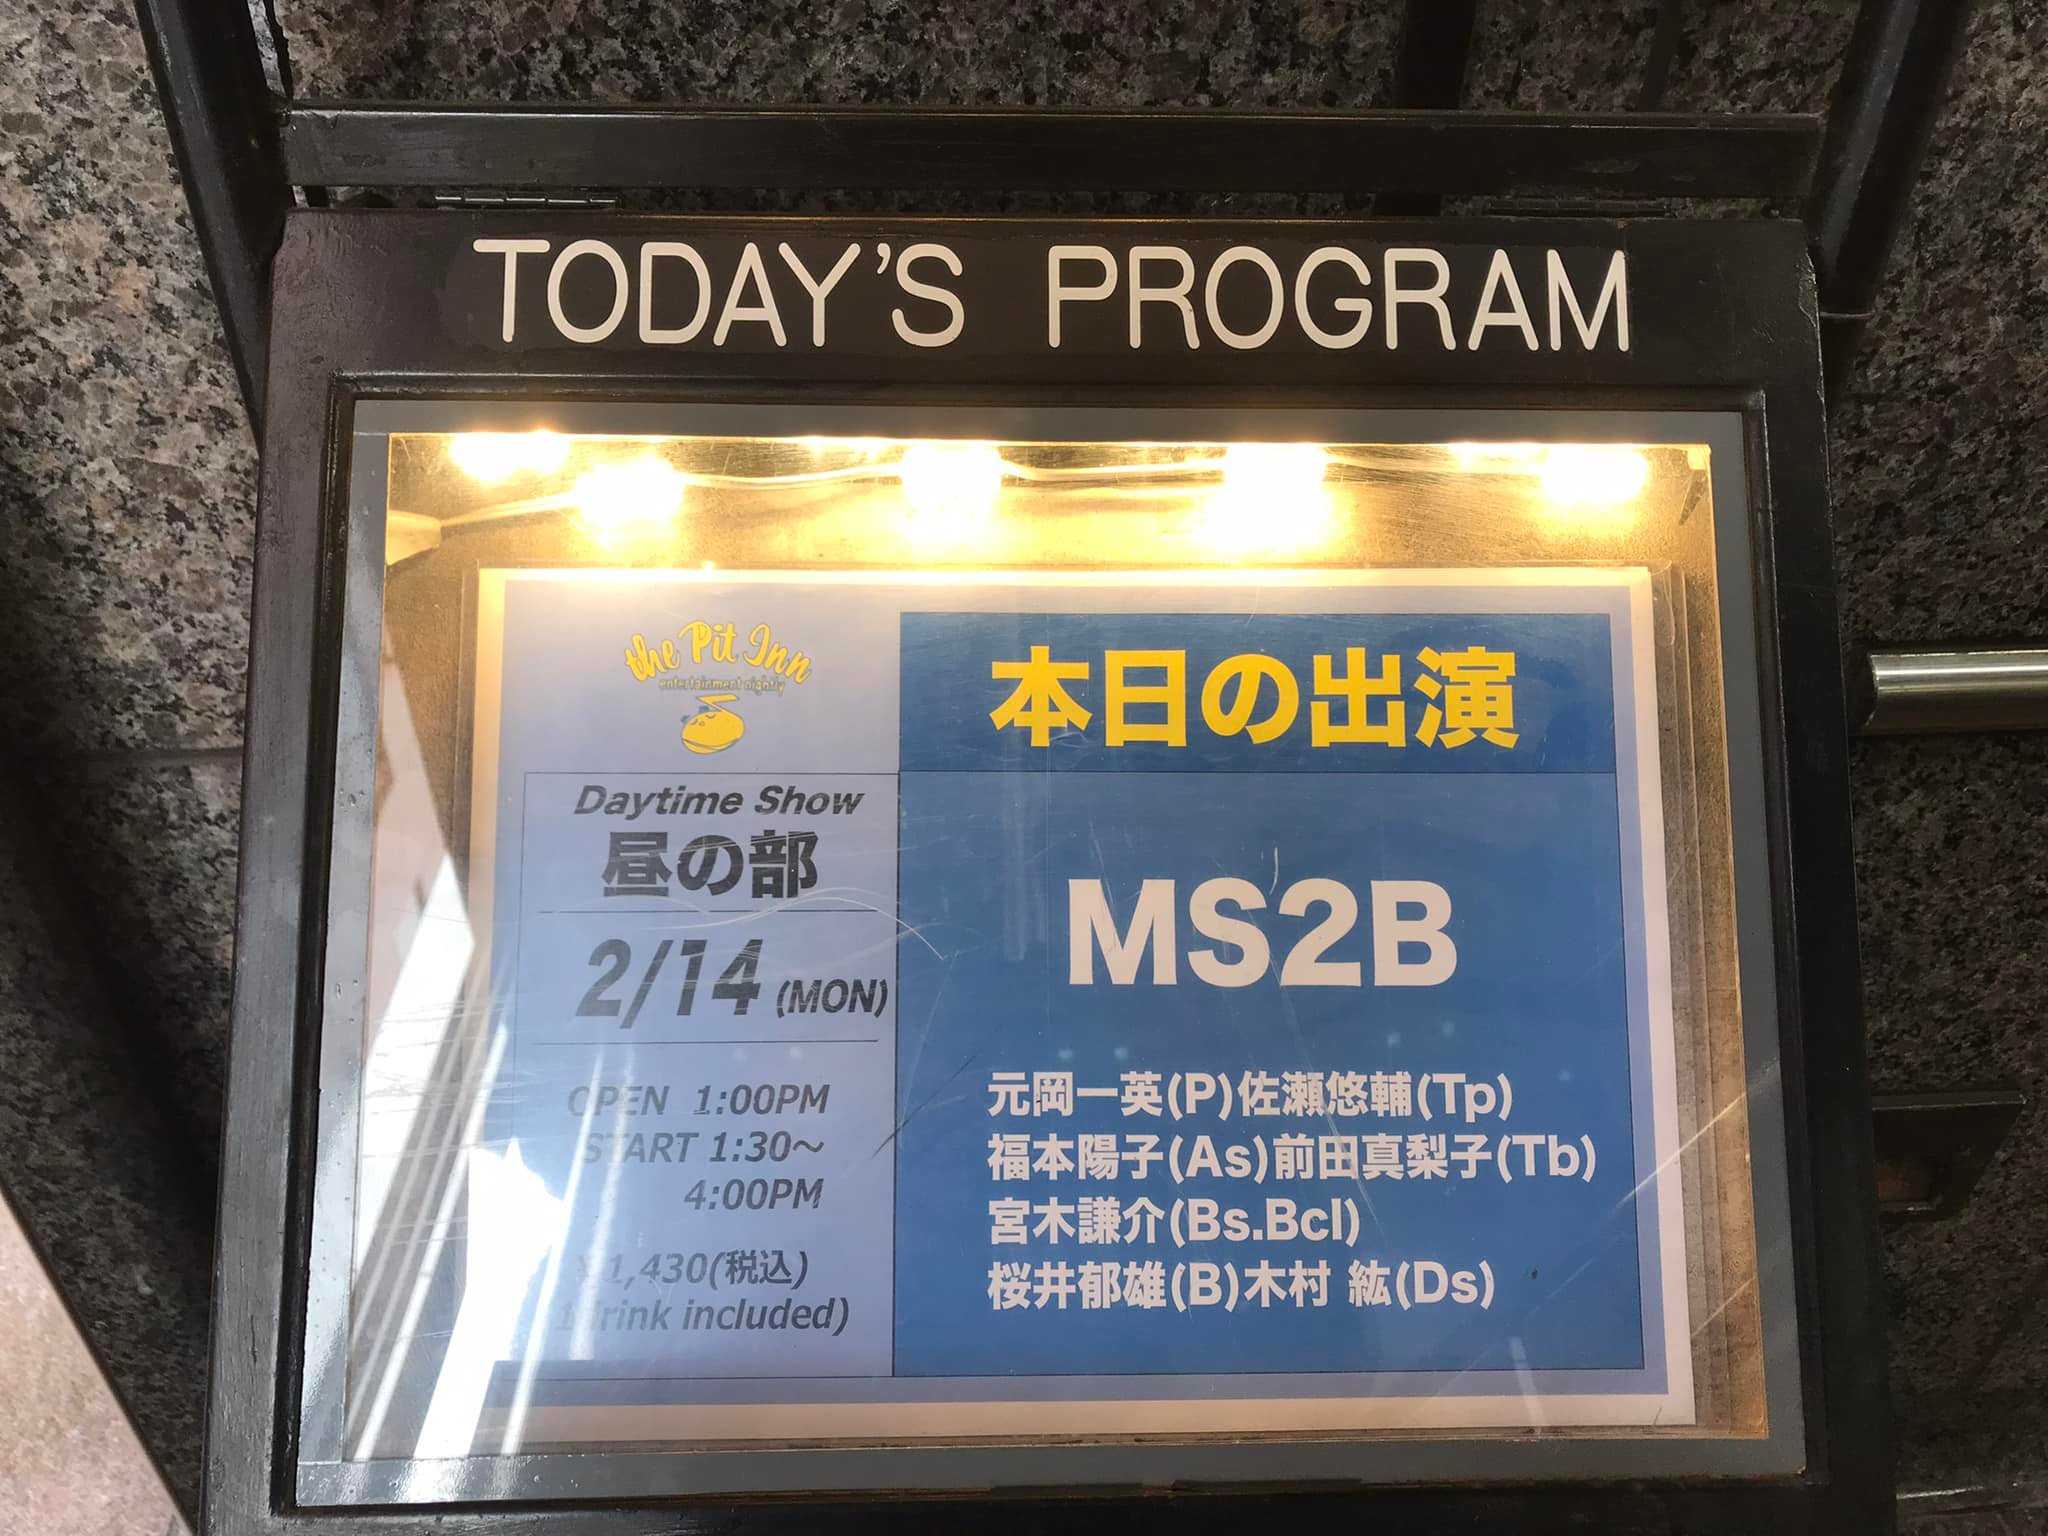 TODAY'S PROGRAM
the Pit Inn
entertainment nightly
本日の出演
Daytime Show
昼の部
2/14 (MON)
OPEN 1:00PM
START 1:30〜
4:00PM
¥1,430(税込)
drink included)
MS2B
元岡一英(P)佐瀬悠輔(Tp)
福本陽子(As)前田真梨子(Tb)
宮木謙介(Bs.Bcl)
桜井郁雄(B)木村 紘(Ds)